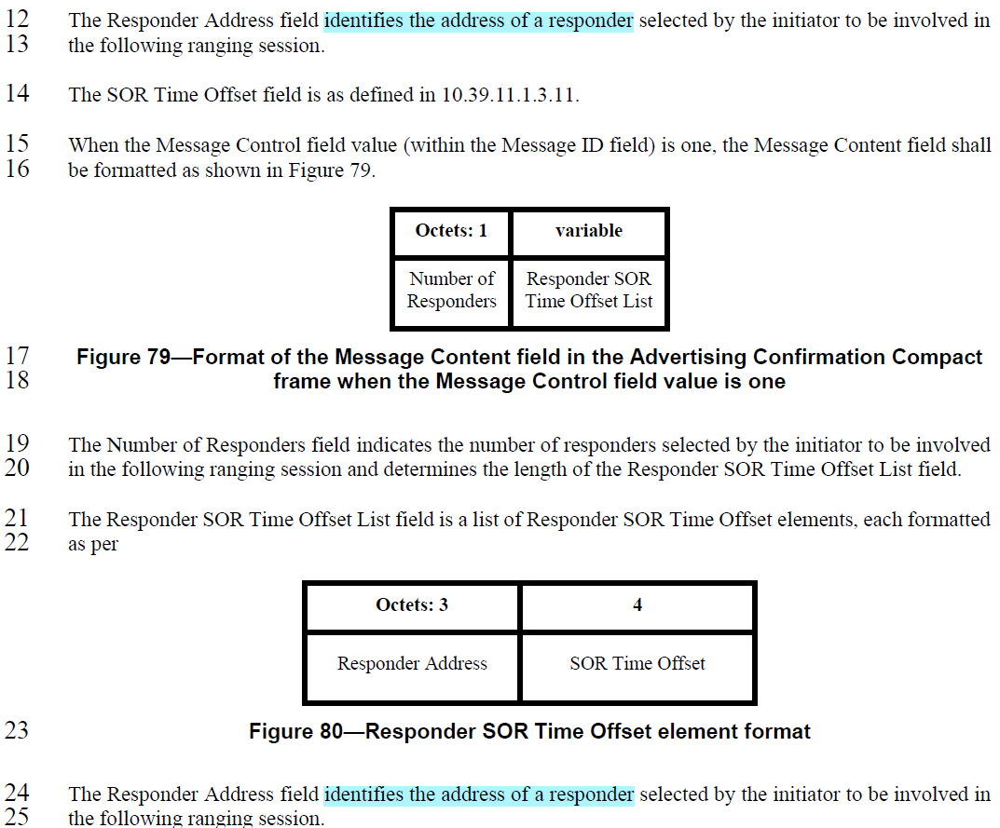 12 The Responder Address field identifies the address of a responder selected by the initiator to be involved in
13 the following ranging session.
14 The SOR Time Offset field is as defined in 10.39.11.1.3.11.
15 When the Message Control field value (within the Message ID field) is one, the Message Content field shall
16 be formatted as shown in Figure 79.
Octets: 1 variable
Number of Responder SOR
Responders Time Offset List
17 Figure 79—Format of the Message Content field in the Advertising Confirmation Compact
18 frame when the Message Control field value is one
19 The Number of Responders field indicates the number of responders selected by the initiator to be involved
20 in the following ranging session and determines the length of the Responder SOR Time Offset List field.
21 The Responder SOR Time Offset List field is a list of Responder SOR Time Offset elements, each formatted
22 as per
Octets: 3 4
Responder Address SOR Time Offset
23 Figure 80—Responder SOR Time Offset element format
24 The Responder Address field identifies the address of a responder selected by the initiator to be involved in
25 the following ranging session.